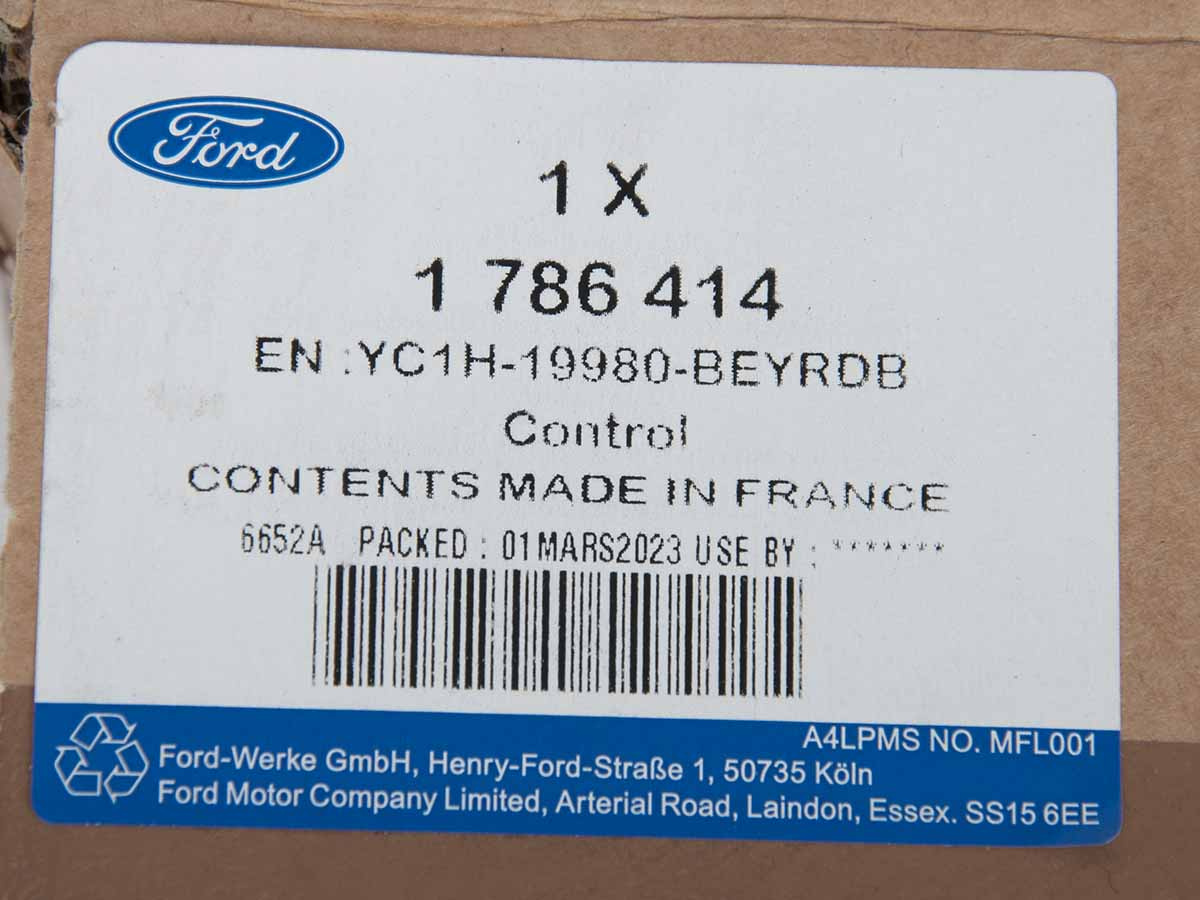 Ford
1 X
1 786 414
EN :YC1H-19980-BEYRDB
Control
CONTENTS MADE IN FRANCE
6652A PACKED : 01MARS2023 USE BY : *******
A4LPMS NO. MFL001
Ford-Werke GmbH, Henry-Ford-Straße 1, 50735 Köln
Ford Motor Company Limited, Arterial Road, Laindon, Essex. SS15 6EE